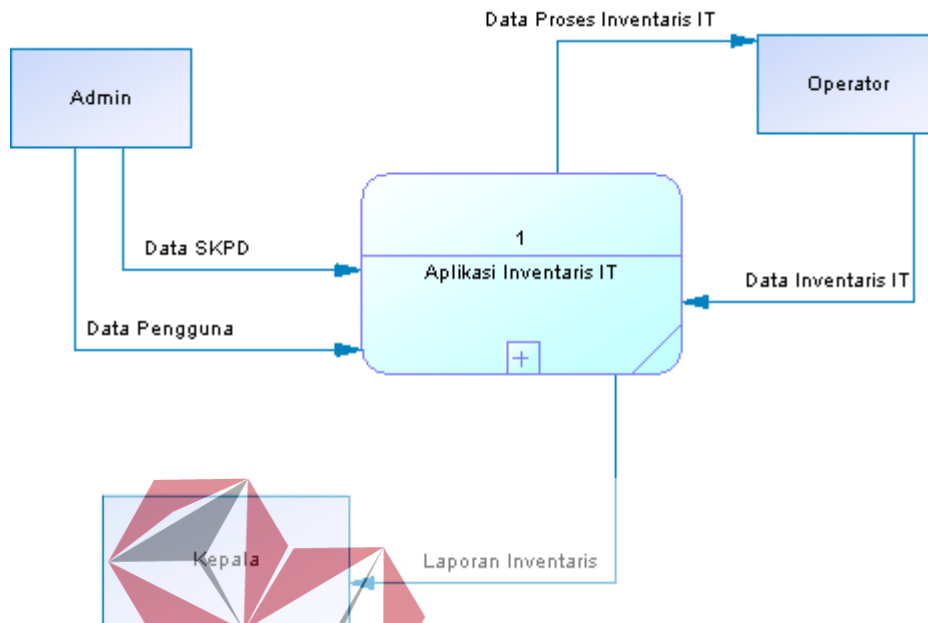 Data Proses Inventaris IT
Admin
Operator
1
Data SKPD
Aplikasi Inventaris IT
Data Inventaris IT
Data Pengguna
Kepala
Laporan Inventaris